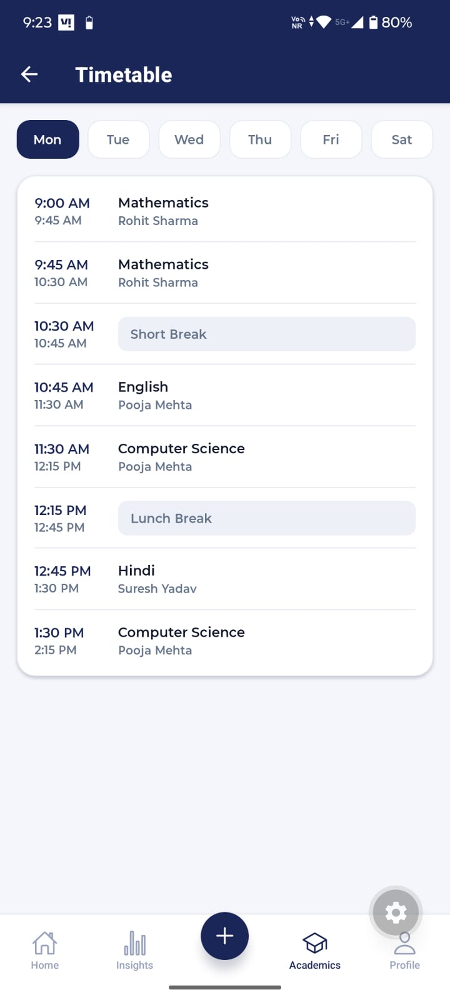 9:23
Vo)) NR 5G+ 80%
Timetable
Mon Tue Wed Thu Fri Sat
9:00 AM Mathematics
9:45 AM Rohit Sharma
9:45 AM Mathematics
10:30 AM Rohit Sharma
10:30 AM Short Break
10:45 AM
10:45 AM English
11:30 AM Pooja Mehta
11:30 AM Computer Science
12:15 PM Pooja Mehta
12:15 PM Lunch Break
12:45 PM
12:45 PM Hindi
1:30 PM Suresh Yadav
1:30 PM Computer Science
2:15 PM Pooja Mehta
Home Insights Academics Profile